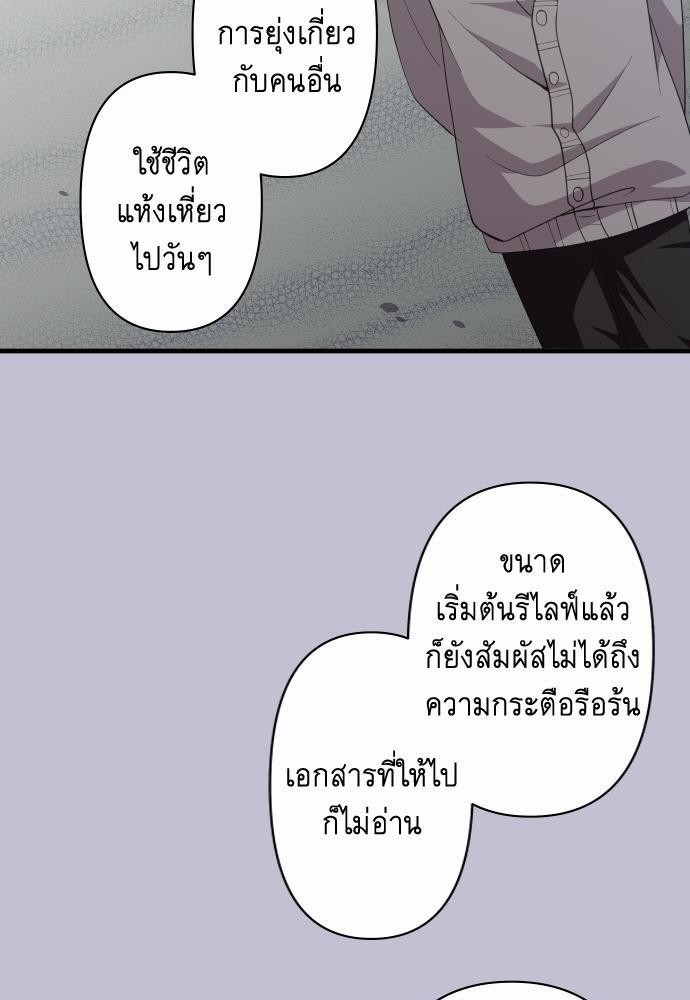 การยุ่งเกี่ยว
กับคนอื่น
ใช้ชีวิต
แห้งเหี่ยว
ไปวันๆ
ขนาด
เริ่มต้นรีไลฟ์แล้ว
ก็ยังสัมผัสไม่ได้ถึง
ความกระตือรือร้น
เอกสารที่ให้ไป
ก็ไม่อ่าน